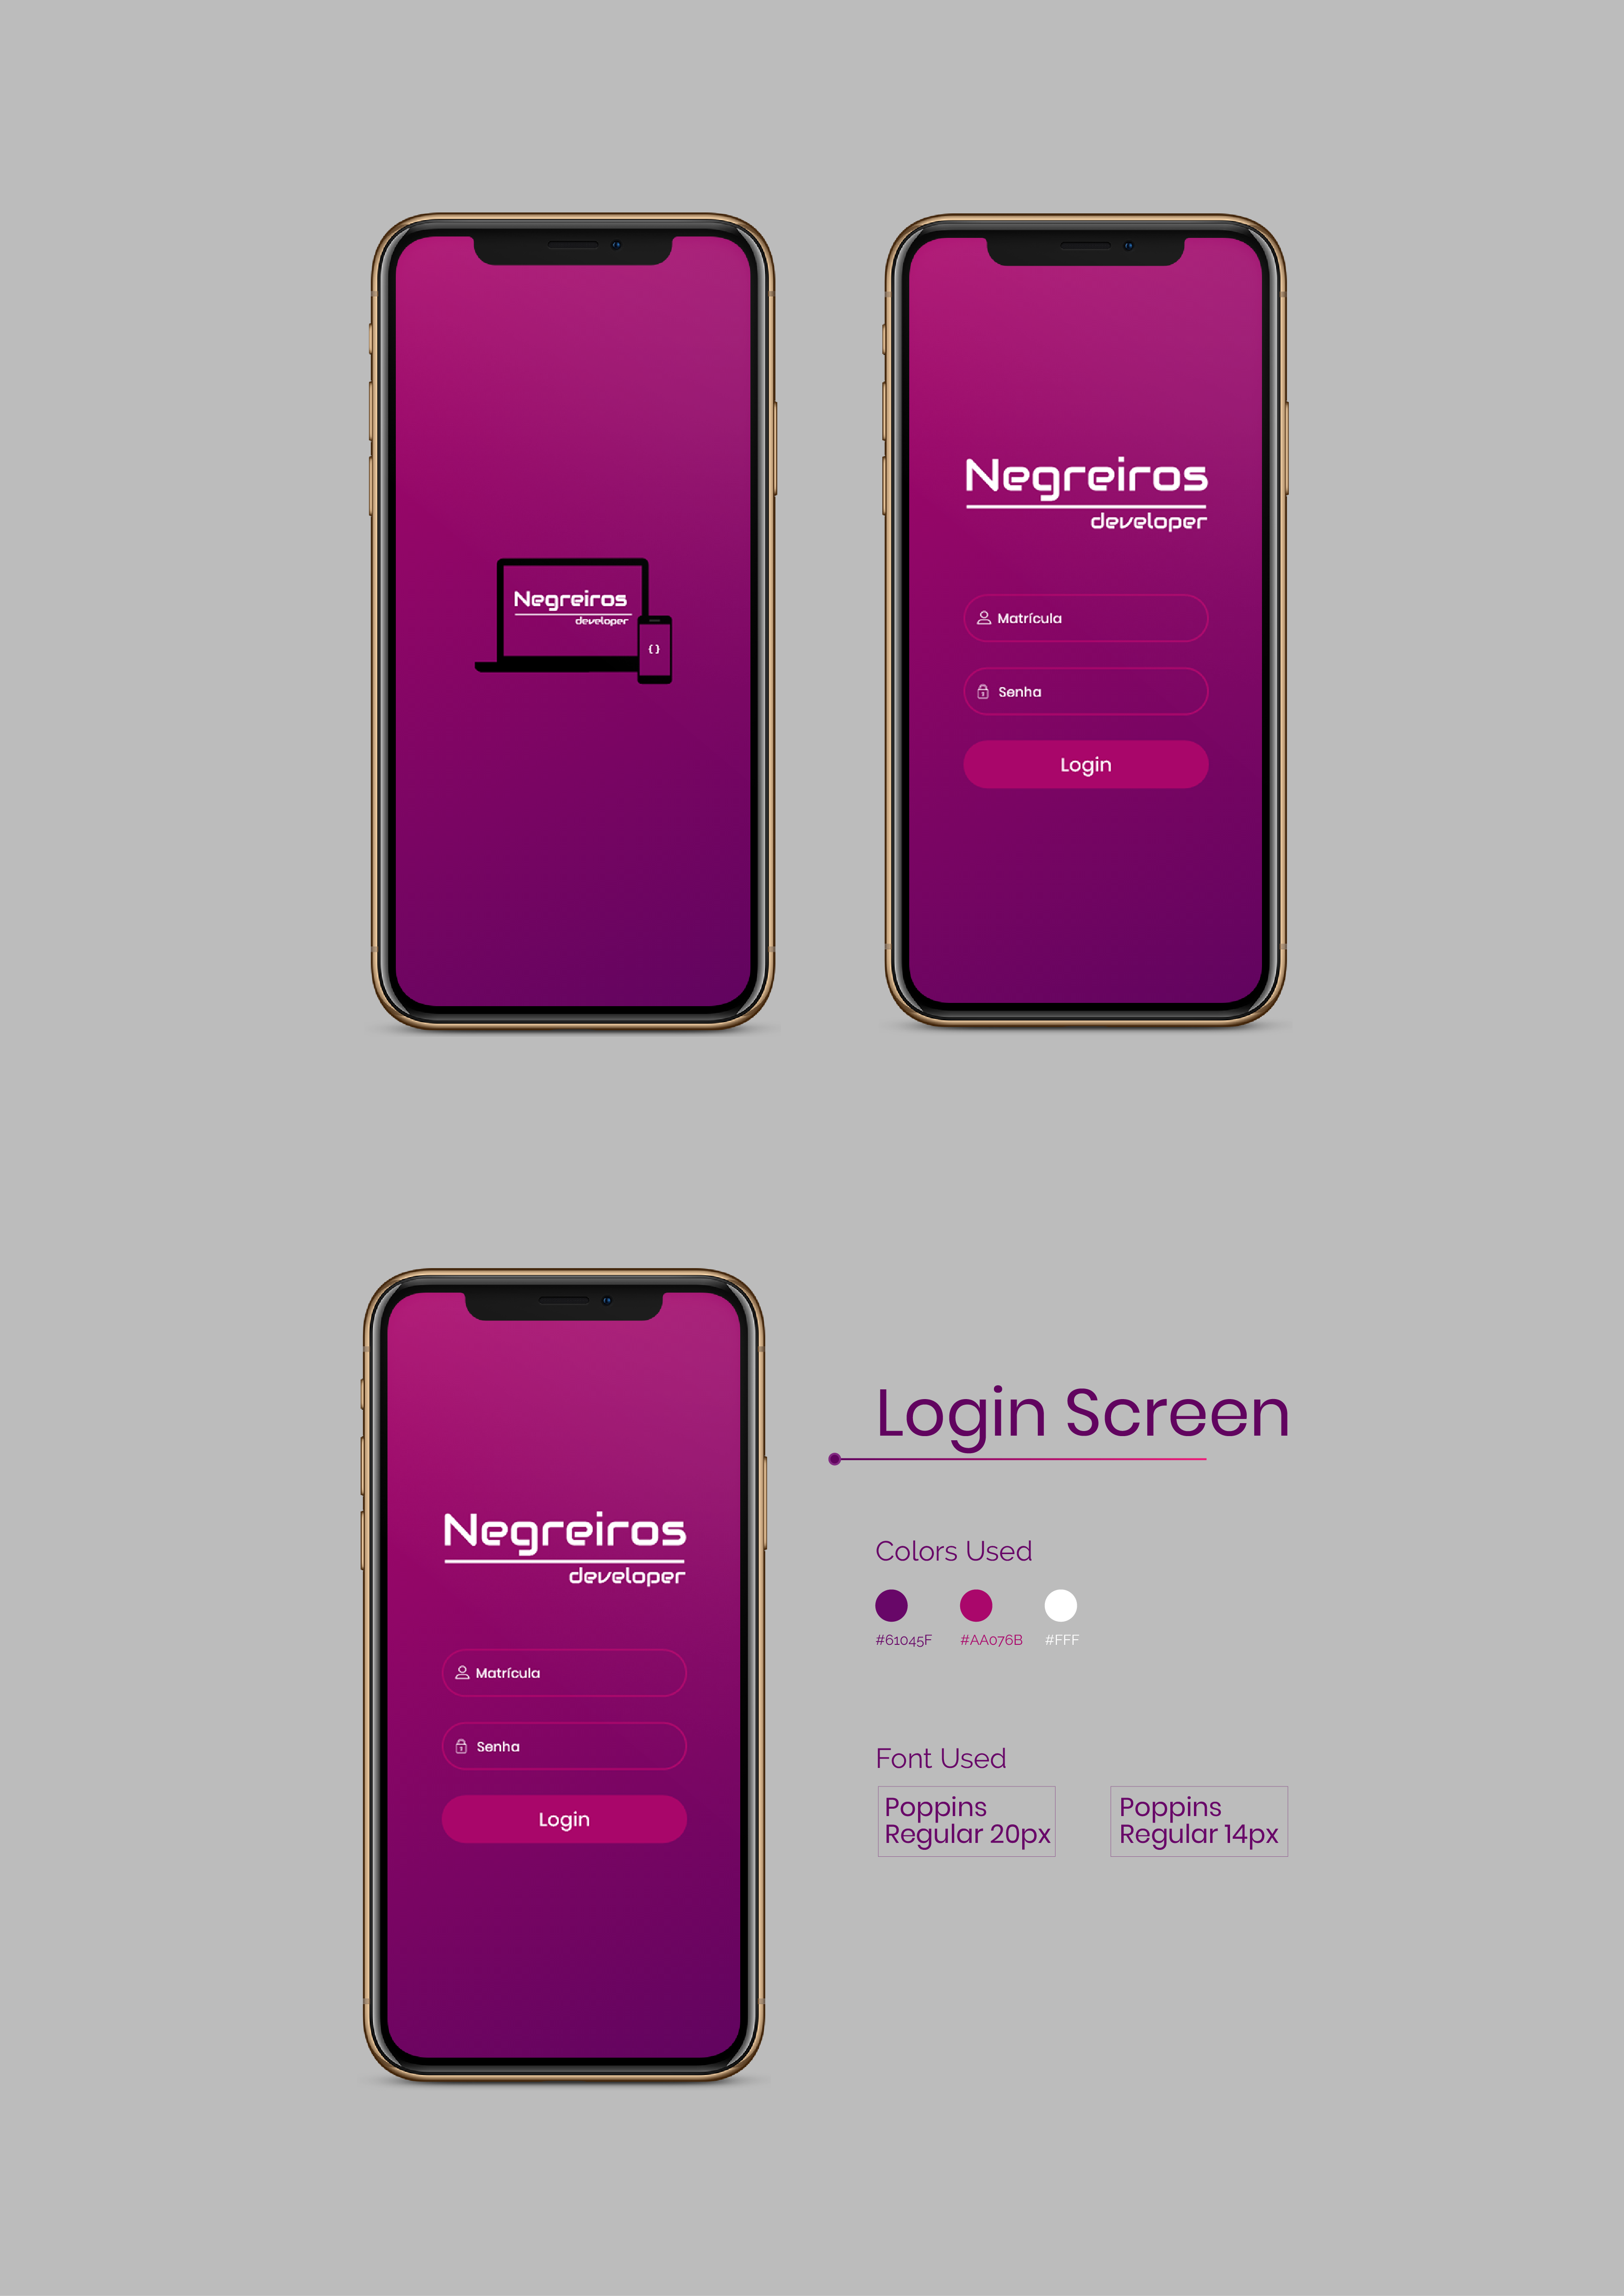 Negreiros
developer
{}
Negreiros
developer
Matrícula
Senha
Login
Negreiros
developer
Matrícula
Senha
Login
Login Screen
Colors Used
#61045F
#AA076B
#FFF
Font Used
Poppins
Regular 20px
Poppins
Regular 14px